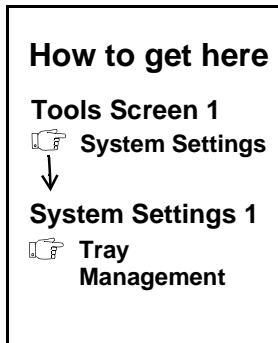 How to get here
Tools Screen 1
System Settings
System Settings 1
Tray
Management